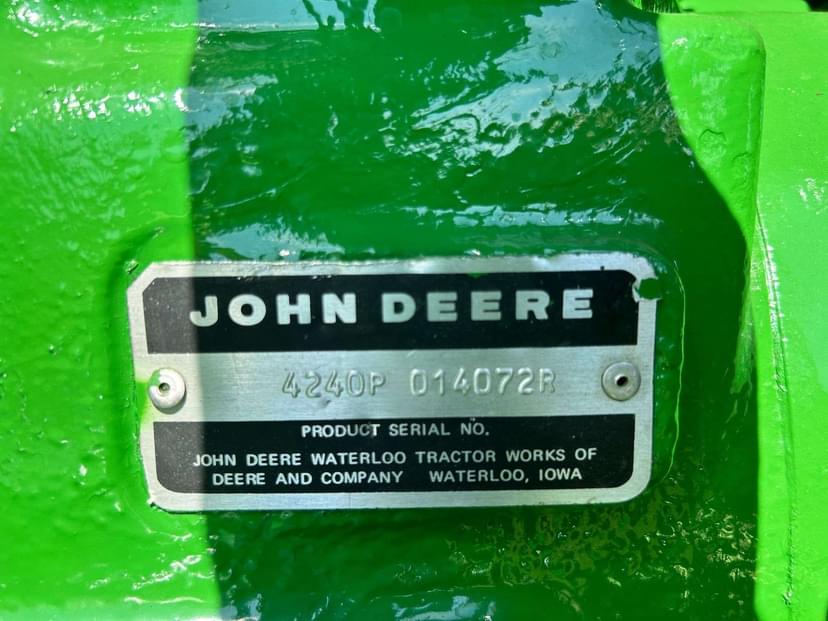 JOHN DEERE
4240P 014072R
PRODUCT SERIAL NO.
JOHN DEERE WATERLOO TRACTOR WORKS OF
DEERE AND COMPANY WATERLOO, IOWA